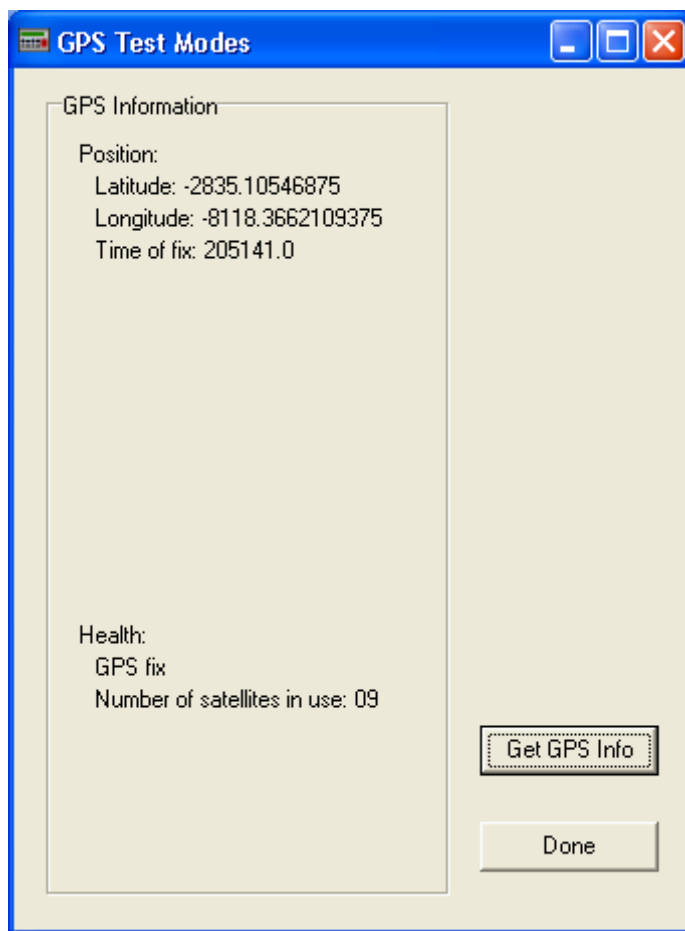 GPS Test Modes
GPS Information
Position:
Latitude: -2835.10546875
Longitude: -8118.3662109375
Time of fix: 205141.0
Health:
GPS fix
Number of satellites in use: 09
Get GPS Info
Done